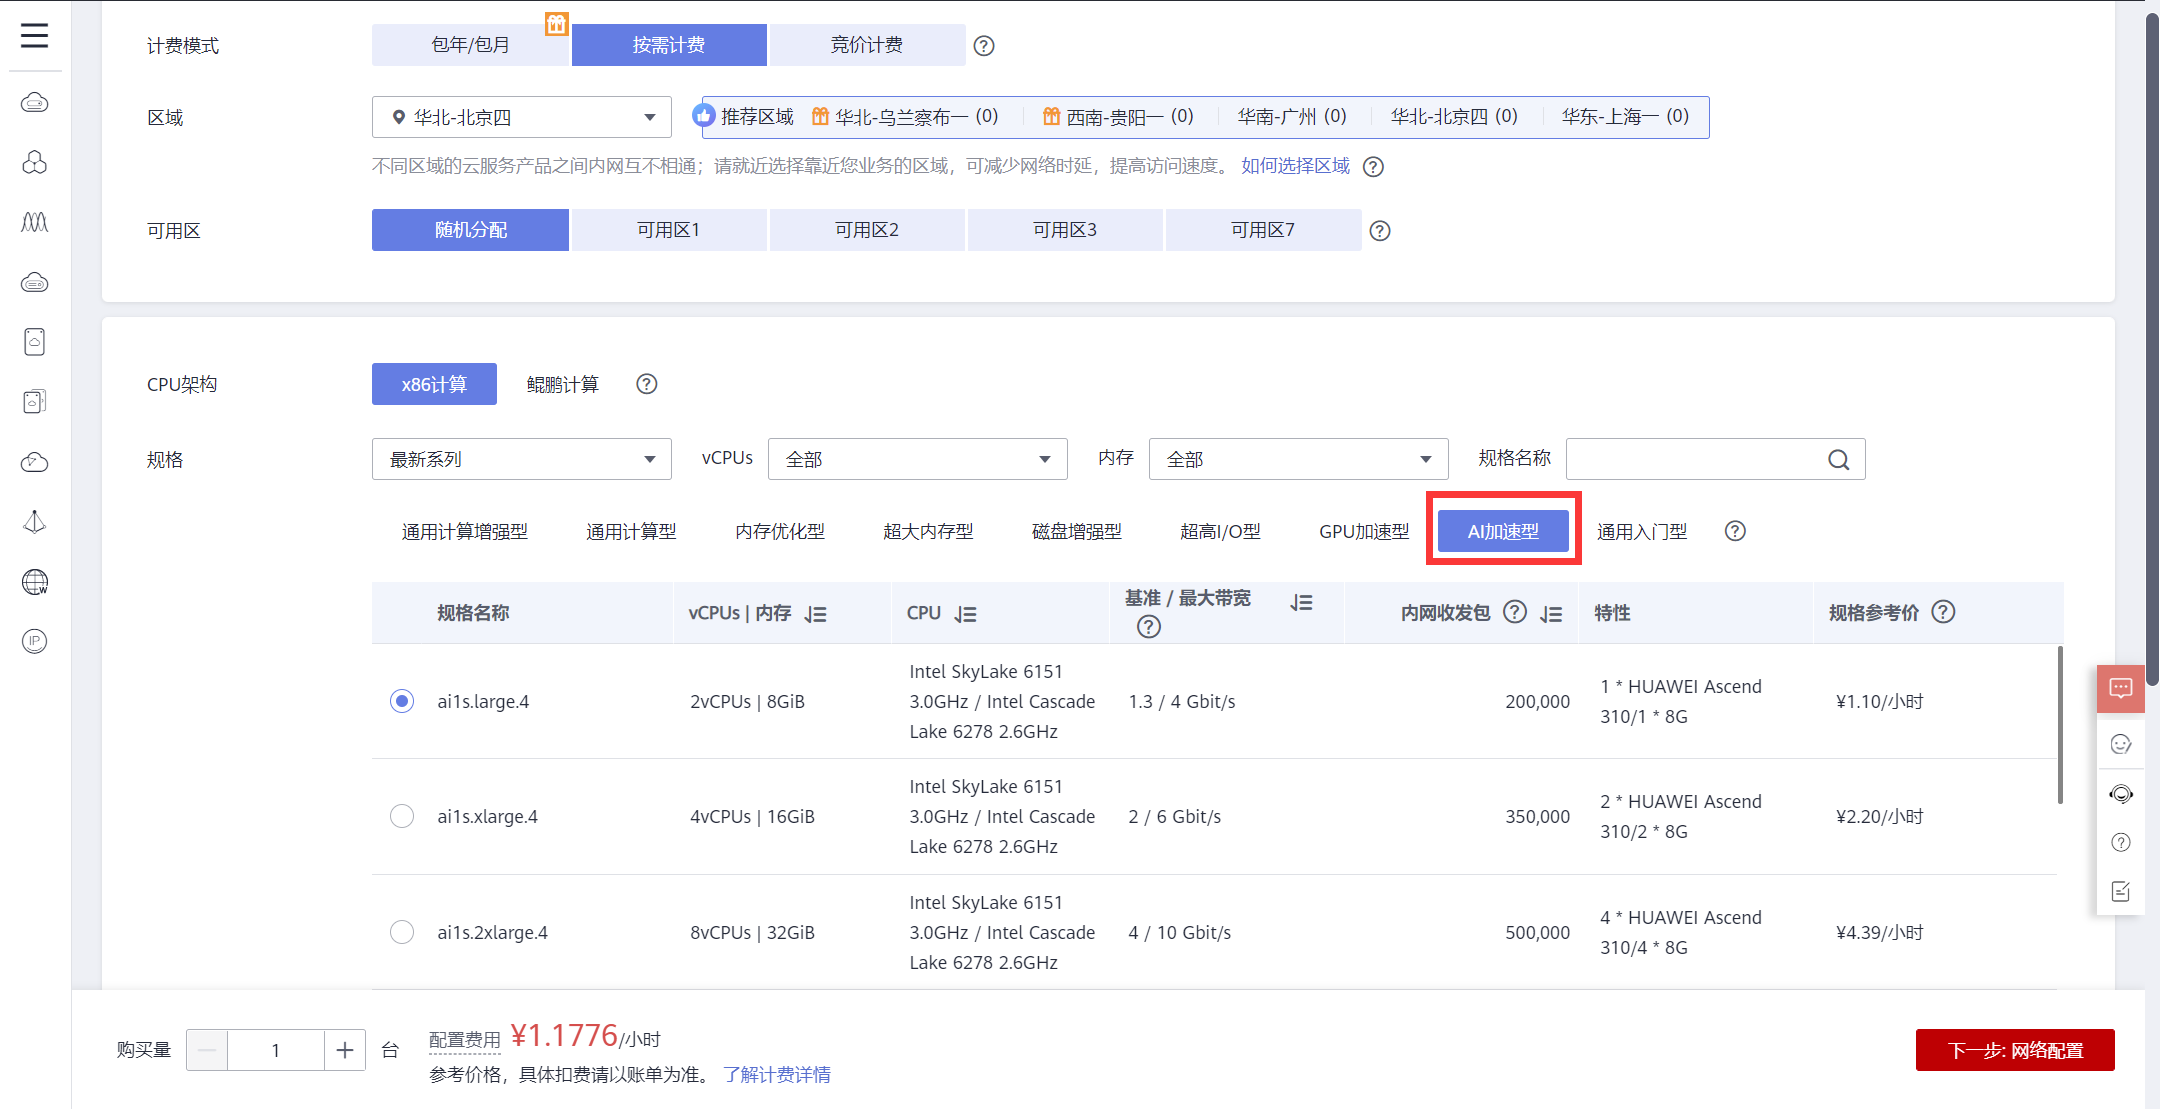 计费模式 包年/包月 按需计费 竞价计费
区域 华北-北京四 推荐区域 华北-乌兰察布一 (0) 西南-贵阳一 (0) 华南-广州 (0) 华北-北京四 (0) 华东-上海一 (0)
不同区域的云服务产品之间内网互不相通；请就近选择靠近您业务的区域，可减少网络时延，提高访问速度。 如何选择区域
可用区 随机分配 可用区1 可用区2 可用区3 可用区7
CPU架构 x86计算 鲲鹏计算
规格 最新系列 vCPUs 全部 内存 全部 规格名称
通用计算增强型 通用计算型 内存优化型 超大内存型 磁盘增强型 超高I/O型 GPU加速型 AI加速型 通用入门型
规格名称 vCPUs | 内存 CPU 基准 / 最大带宽 内网收发包 特性 规格参考价
ai1s.large.4 2vCPUs | 8GiB Intel SkyLake 6151
3.0GHz / Intel Cascade
Lake 6278 2.6GHz 1.3 / 4 Gbit/s 200,000 1 * HUAWEI Ascend
310/1 * 8G ¥1.10/小时
ai1s.xlarge.4 4vCPUs | 16GiB Intel SkyLake 6151
3.0GHz / Intel Cascade
Lake 6278 2.6GHz 2 / 6 Gbit/s 350,000 2 * HUAWEI Ascend
310/2 * 8G ¥2.20/小时
ai1s.2xlarge.4 8vCPUs | 32GiB Intel SkyLake 6151
3.0GHz / Intel Cascade
Lake 6278 2.6GHz 4 / 10 Gbit/s 500,000 4 * HUAWEI Ascend
310/4 * 8G ¥4.39/小时
IP
W
购买量 1 台 配置费用 ¥1.1776/小时
参考价格，具体扣费请以账单为准。 了解计费详情
下一步: 网络配置